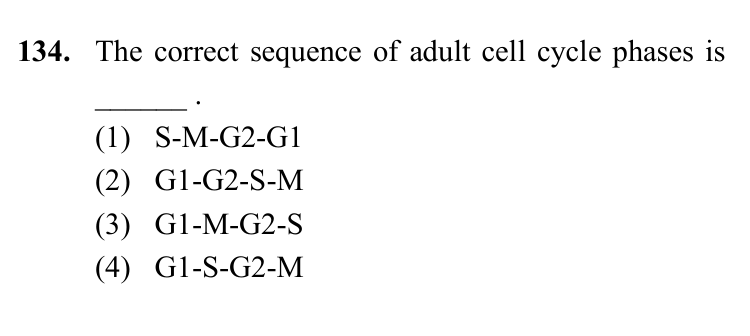 134. The correct sequence of adult cell cycle phases is
______ .
(1) S-M-G2-G1
(2) G1-G2-S-M
(3) G1-M-G2-S
(4) G1-S-G2-M